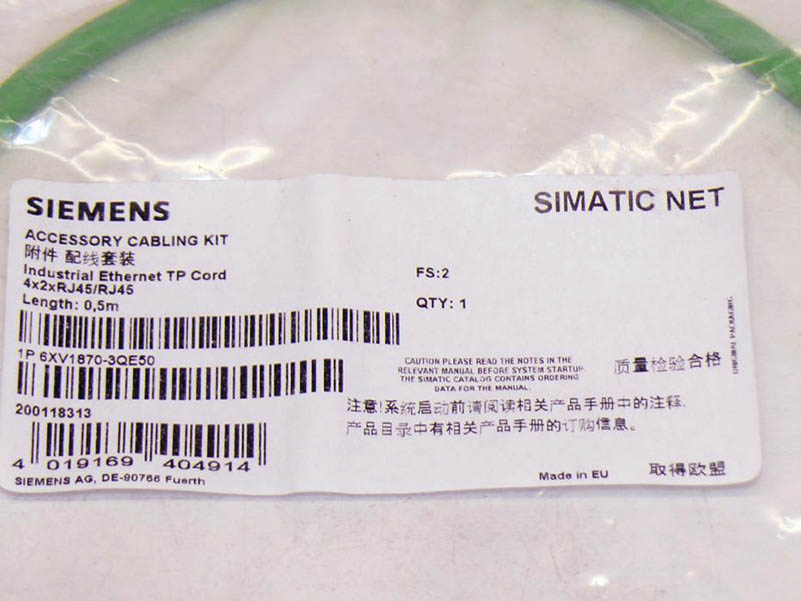 SIEMENS
SIMATIC NET
ACCESSORY CABLING KIT
附件 配线套装
Industrial Ethernet TP Cord
4x2xRJ45/RJ45
Length: 0,5m
FS:2
QTY: 1
1P 6XV1870-3QE50
200118313
4 019169 404914
SIEMENS AG, DE-90766 Fuerth
CAUTION PLEASE READ THE NOTES IN THE
RELEVANT MANUAL BEFORE SYSTEM STARTUP.
THE SIMATIC CATALOG CONTAINS ORDERING
DATA FOR THE MANUAL.
质量检验合格
ORIGINAL PACKAGING
注意!系统启动前请阅读相关产品手册中的注释.
产品目录中有相关产品手册的订购信息。
Made in EU
取得欧盟